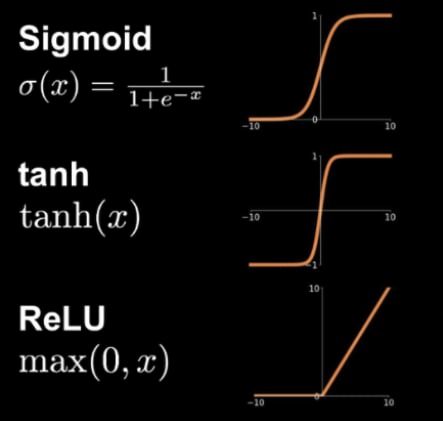 Sigmoid
σ(x) = 1/(1+e^−x)
1
−10 0 10
tanh
tanh(x)
1
−10 10
−1
ReLU
max(0, x)
10
−10 0 10